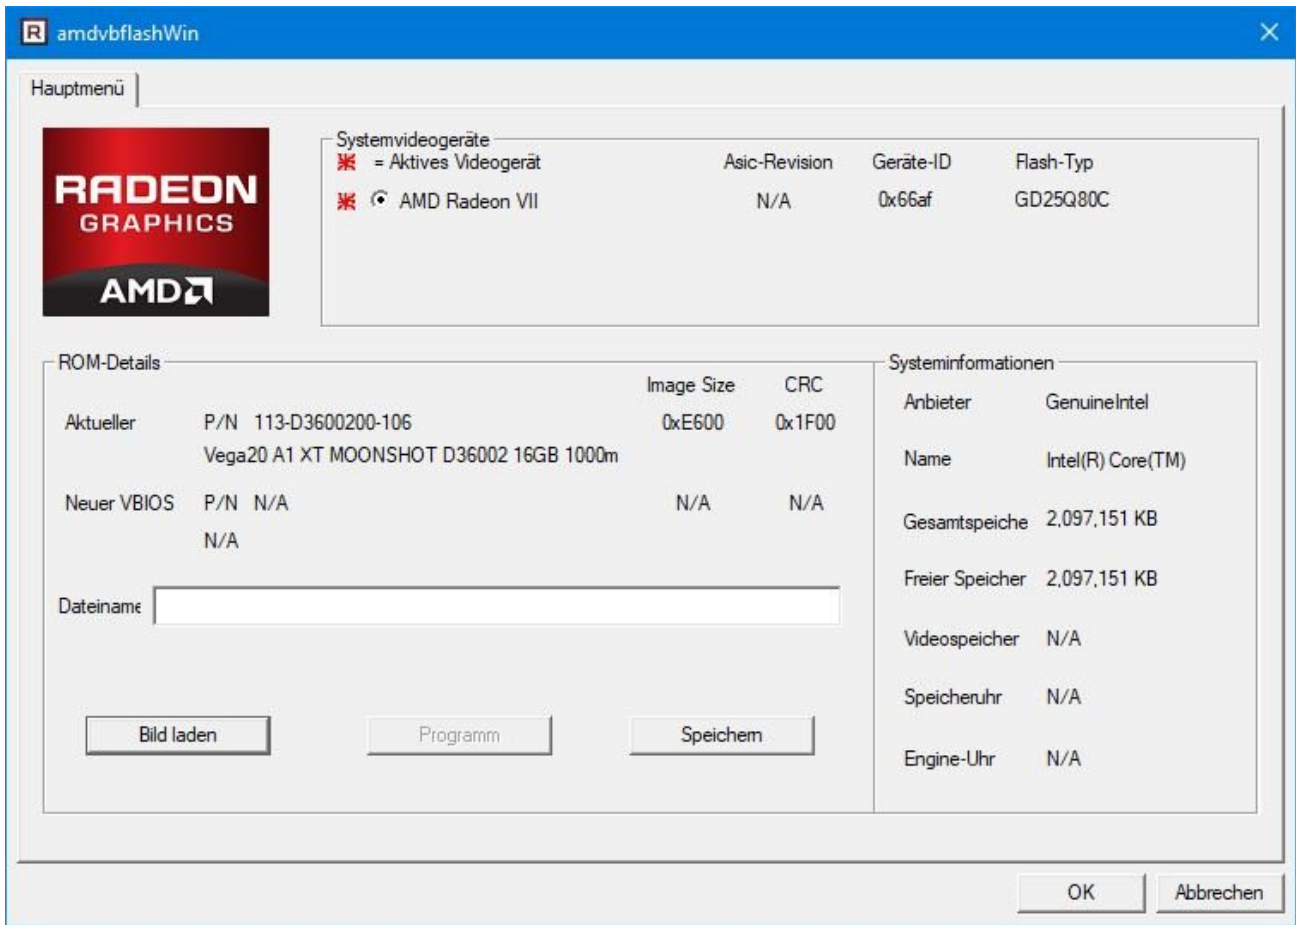 amdvbflashWin
Hauptmenü
RADEON
GRAPHICS
AMD
Systemvideogeräte
= Aktives Videogerät Asic-Revision Geräte-ID Flash-Typ
AMD Radeon VII N/A 0x66af GD25Q80C
ROM-Details
Image Size CRC
Aktueller P/N 113-D3600200-106 0xE600 0x1F00
Vega20 A1 XT MOONSHOT D36002 16GB 1000m
Neuer VBIOS P/N N/A N/A N/A
N/A
Dateiname
Bild laden Programm Speichern
Systeminformationen
Anbieter GenuineIntel
Name Intel(R) Core(TM)
Gesamtspeiche 2,097,151 KB
Freier Speicher 2,097,151 KB
Videospeicher N/A
Speicheruhr N/A
Engine-Uhr N/A
OK Abbrechen